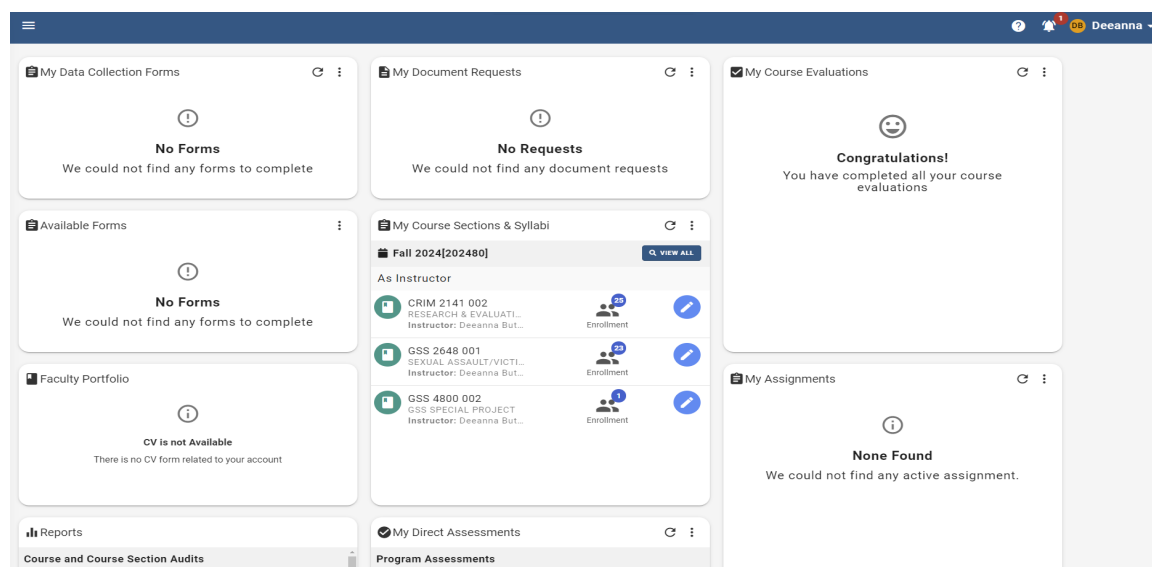 1
DB Deeanna
My Data Collection Forms
No Forms
We could not find any forms to complete
My Document Requests
No Requests
We could not find any document requests
My Course Evaluations
Congratulations!
You have completed all your course
evaluations
Available Forms
No Forms
We could not find any forms to complete
My Course Sections & Syllabi
Fall 2024[202480]
VIEW ALL
As Instructor
CRIM 2141 002
RESEARCH & EVALUATI...
Instructor: Deeanna But...
25
Enrollment
GSS 2648 001
SEXUAL ASSAULT/VICTI...
Instructor: Deeanna But...
23
Enrollment
GSS 4800 002
GSS SPECIAL PROJECT
Instructor: Deeanna But...
1
Enrollment
Faculty Portfolio
CV is not Available
There is no CV form related to your account
My Assignments
None Found
We could not find any active assignment.
Reports
Course and Course Section Audits
My Direct Assessments
Program Assessments